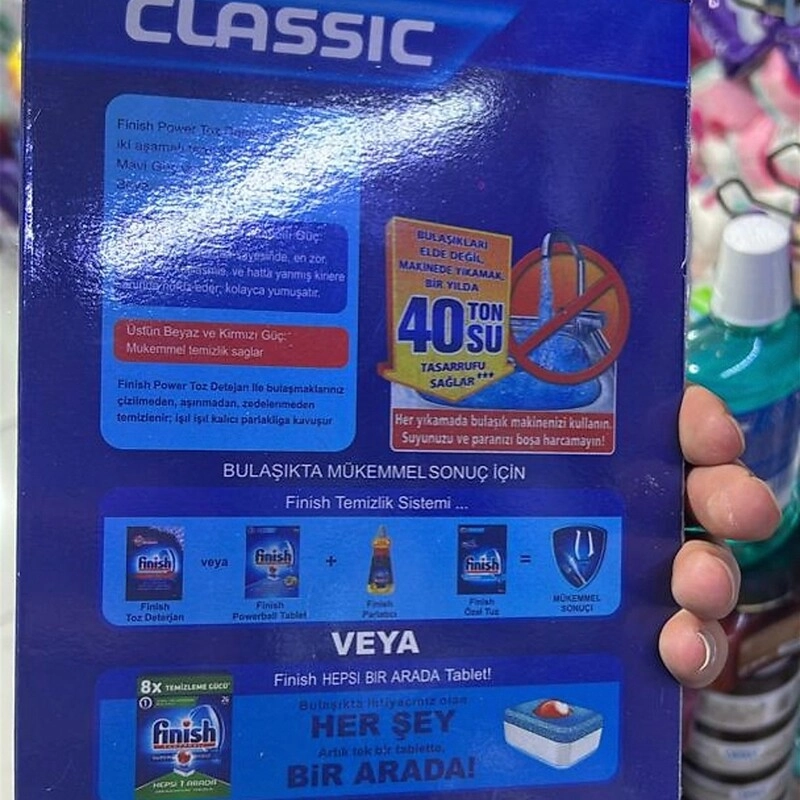 CLASSIC
Finish Power Toz
iki aşamalı
Mavi
sayesinde, en zor,
ve hatta yanmış kirlere
eder, kolayca yumuşatır.
Üstün Beyaz ve Kırmızı Güç:
Mükemmel temizlik saglar
Finish Power Toz Detejan ile bulaşmaklarınız
çizilmeden, aşınmadan, zedelenmeden
temizlenir; ışıl ışıl kalıcı parlaklıga kavuşur
BULAŞIKLARI
ELDE DEĞİL,
MAKİNEDE YIKAMAK,
BİR YILDA
40 TON
SU
TASARRUFU
SAĞLAR***
Her yıkamada bulaşık makinenizi kullanın.
Suyunuzu ve paranızı boşa harcamayın!
BULAŞIKTA MÜKEMMEL SONUÇ İÇİN
Finish Temizlik Sistemi ...
finish veya finish + finish = 
Finish
Toz Deterjan
Finish
Powerball Tablet
Finish
Parlatıcı
Finish
Özel Tuz
MÜKEMMEL
SONUÇI
VEYA
Finish HEPSI BIR ARADA Tablet!
8X TEMİZLEME GÜCÜ*
finish
HEPSİ 1 ARADA
Bulaşıkta ihtiyacınız olan
HER ŞEY
Artık tek bir tablette,
BİR ARADA!